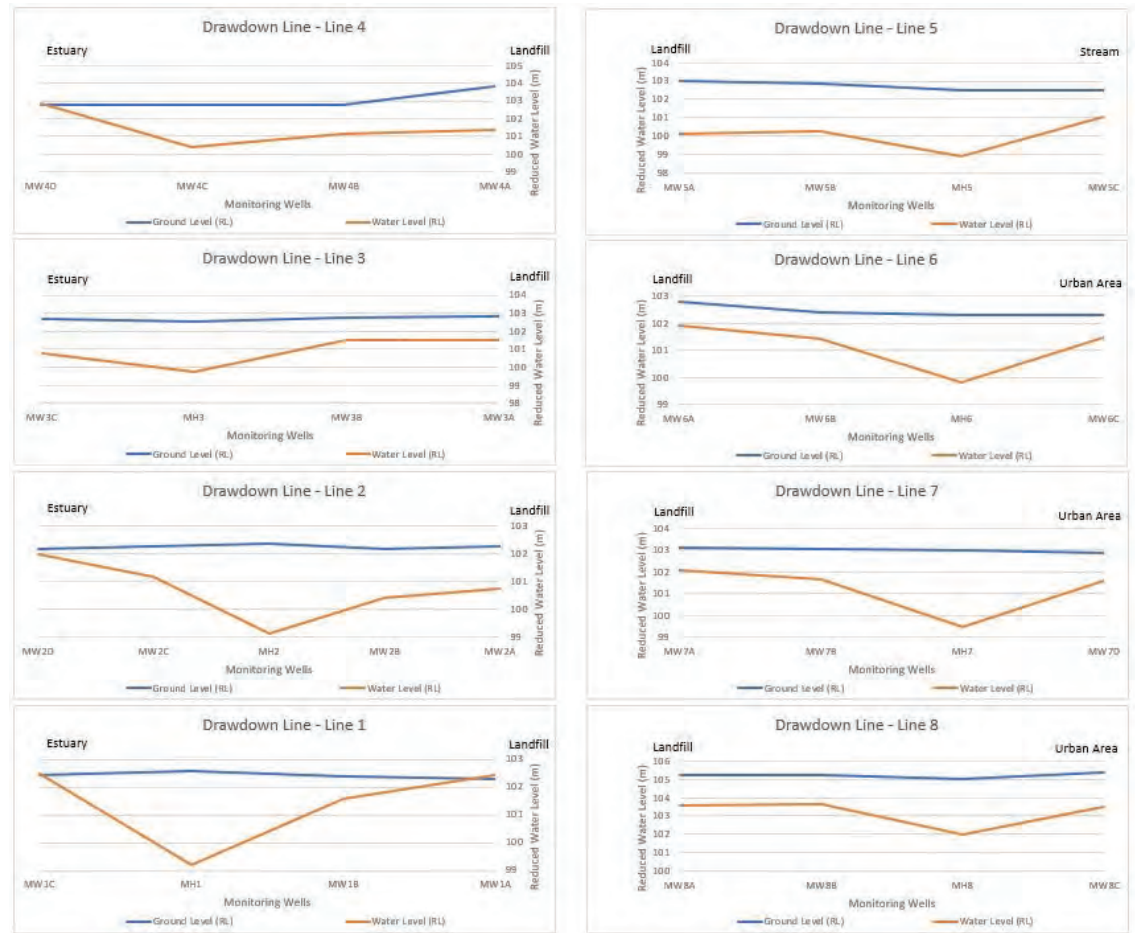 Drawdown Line - Line 4
Estuary
Landfill
105
104
103
102
101
100
99
Reduced Water Level (m)
MW4D MW4C MW4B MW4A
Monitoring Wells
Ground Level (RL) Water Level (RL)
Drawdown Line - Line 3
Estuary
Landfill
104
103
102
101
100
99
98
Reduced Water Level (m)
MW3C MH3 MW3B MW3A
Monitoring Wells
Ground Level (RL) Water Level (RL)
Drawdown Line - Line 2
Estuary
Landfill
103
102
101
100
99
Reduced Water Level (m)
MW2D MW2C MH2 MW2B MW2A
Monitoring Wells
Ground Level (RL) Water Level (RL)
Drawdown Line - Line 1
Estuary
Landfill
103
102
101
100
99
Reduced Water Level (m)
MW1C MH1 MW1B MW1A
Monitoring Wells
Ground Level (RL) Water Level (RL)
Drawdown Line - Line 5
Landfill
Stream
Reduced Water Level (m)
104
103
102
101
100
99
98
MW5A MW5B MH5 MW5C
Monitoring Wells
Ground Level (RL) Water Level (RL)
Drawdown Line - Line 6
Landfill
Urban Area
Reduced Water Level (m)
103
102
101
100
99
MW6A MW6B MH6 MW6C
Monitoring Wells
Ground Level (RL) Water Level (RL)
Drawdown Line - Line 7
Landfill
Urban Area
Reduced Water Level (m)
104
103
102
101
100
99
MW7A MW7B MH7 MW7D
Monitoring Wells
Ground Level (RL) Water Level (RL)
Drawdown Line - Line 8
Landfill
Urban Area
Reduced Water Level (m)
106
105
104
103
102
101
100
MW8A MW8B MH8 MW8C
Monitoring Wells
Ground Level (RL) Water Level (RL)